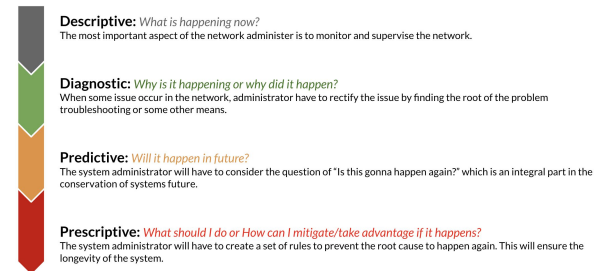 Descriptive: What is happening now?
The most important aspect of the network administer is to monitor and supervise the network.
Diagnostic: Why is it happening or why did it happen?
When some issue occur in the network, administrator have to rectify the issue by finding the root of the problem
troubleshooting or some other means.
Predictive: Will it happen in future?
The system administrator will have to consider the question of “Is this gonna happen again?” which is an integral part in the
conservation of systems future.
Prescriptive: What should I do or How can I mitigate/take advantage if it happens?
The system administrator will have to create a set of rules to prevent the root cause to happen again. This will ensure the
longevity of the system.